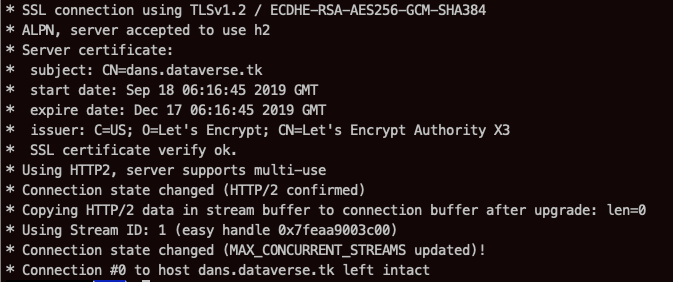 * SSL connection using TLSv1.2 / ECDHE-RSA-AES256-GCM-SHA384
* ALPN, server accepted to use h2
* Server certificate:
*  subject: CN=dans.dataverse.tk
*  start date: Sep 18 06:16:45 2019 GMT
*  expire date: Dec 17 06:16:45 2019 GMT
*  issuer: C=US; O=Let's Encrypt; CN=Let's Encrypt Authority X3
*  SSL certificate verify ok.
* Using HTTP2, server supports multi-use
* Connection state changed (HTTP/2 confirmed)
* Copying HTTP/2 data in stream buffer to connection buffer after upgrade: len=0
* Using Stream ID: 1 (easy handle 0x7feaa9003c00)
* Connection state changed (MAX_CONCURRENT_STREAMS updated)!
* Connection #0 to host dans.dataverse.tk left intact